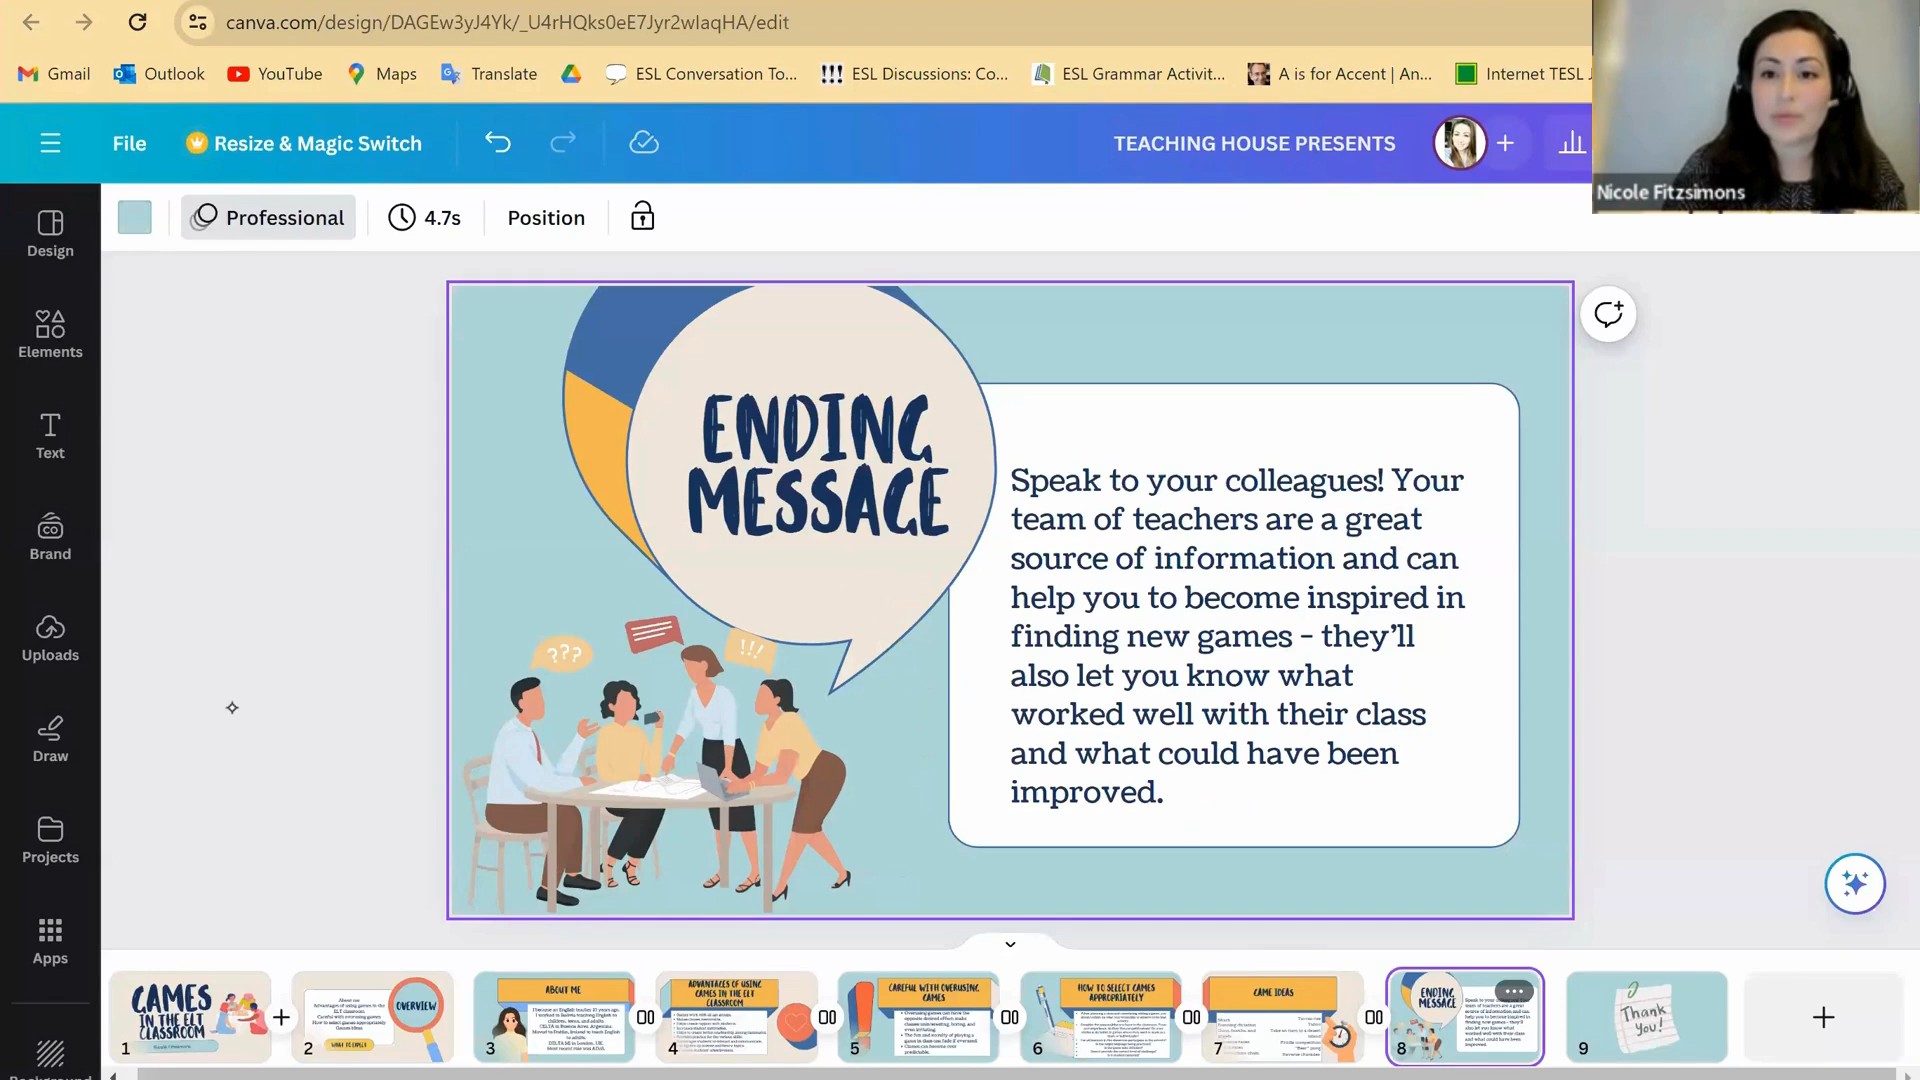 canva.com/design/DAGEw3yJ4Yk/_U4rHQks0eE7Jyr2wIaqHA/edit
Gmail
Outlook
YouTube
Maps
Translate
ESL Conversation To...
ESL Discussions: Co...
ESL Grammar Activit...
A is for Accent | An...
Internet TESL
Nicole Fitzsimons
File
Resize & Magic Switch
TEACHING HOUSE PRESENTS
Professional
4.7s
Position
Design
Elements
Text
Brand
Uploads
Draw
Projects
Apps
ENDING
MESSAGE
Speak to your colleagues! Your
team of teachers are a great
source of information and can
help you to become inspired in
finding new games - they'll
also let you know what
worked well with their class
and what could have been
improved.
???
!!!
GAMES
IN THE ELT
CLASSROOM
1
OVERVIEW
WHAT TO EXPECT
2
ABOUT ME
3
ADVANTAGES OF USING
GAMES IN THE ELT
CLASSROOM
4
CAREFUL WITH OVERUSING
GAMES
5
HOW TO SELECT GAMES
APPROPRIATELY
6
GAME IDEAS
7
ENDING
MESSAGE
8
Thank
You!
9